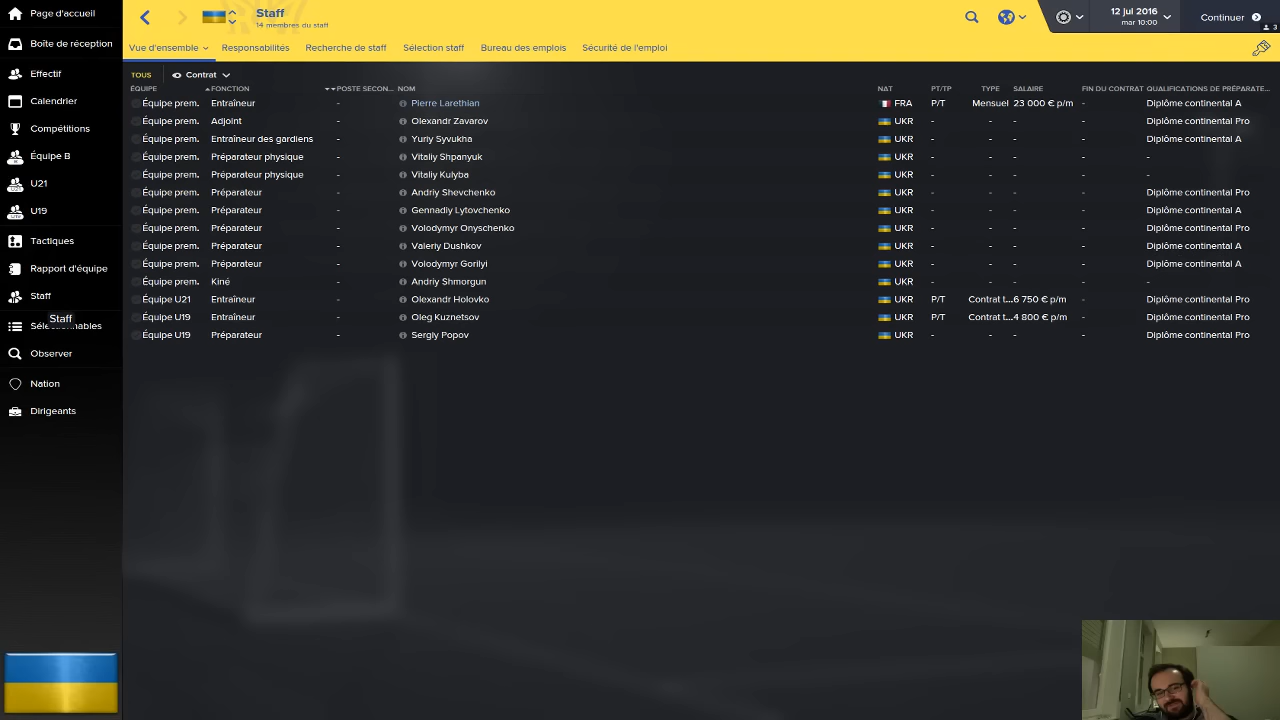 Page d'accueil
Staff
14 membres du staff
12 jul 2016
mar 10:00
Continuer
3
Boîte de réception
Vue d'ensemble Responsabilités Recherche de staff Sélection staff Bureau des emplois Sécurité de l'emploi
Effectif
Calendrier
Compétitions
Équipe B
U21
U19
Tactiques
Rapport d'équipe
Staff
Staff
Observer
Nation
Dirigeants
TOUS Contrat
ÉQUIPE FONCTION POSTE SECON... NOM NAT PT/TP TYPE SALAIRE FIN DU CONTRAT QUALIFICATIONS DE PRÉPARATE...
Équipe prem. Entraîneur - Pierre Larethian FRA P/T Mensuel 23 000 € p/m - Diplôme continental A
Équipe prem. Adjoint - Olexandr Zavarov UKR - - - - Diplôme continental Pro
Équipe prem. Entraîneur des gardiens - Yuriy Syvukha UKR - - - - Diplôme continental A
Équipe prem. Préparateur physique - Vitaliy Shpanyuk UKR - - - - -
Équipe prem. Préparateur physique - Vitaliy Kulyba UKR - - - - -
Équipe prem. Préparateur - Andriy Shevchenko UKR - - - - Diplôme continental Pro
Équipe prem. Préparateur - Gennadiy Lytovchenko UKR - - - - Diplôme continental A
Équipe prem. Préparateur - Volodymyr Onyschenko UKR - - - - Diplôme continental Pro
Équipe prem. Préparateur - Valeriy Dushkov UKR - - - - Diplôme continental A
Équipe prem. Préparateur - Volodymyr Gorilyi UKR - - - - Diplôme continental A
Équipe prem. Kiné - Andriy Shmorgun UKR - - - -
Équipe U21 Entraîneur - Olexandr Holovko UKR P/T Contrat t...6 750 € p/m - Diplôme continental Pro
Équipe U19 Entraîneur - Oleg Kuznetsov UKR P/T Contrat t...4 800 € p/m - Diplôme continental Pro
Équipe U19 Préparateur - Sergiy Popov UKR - - - - Diplôme continental Pro